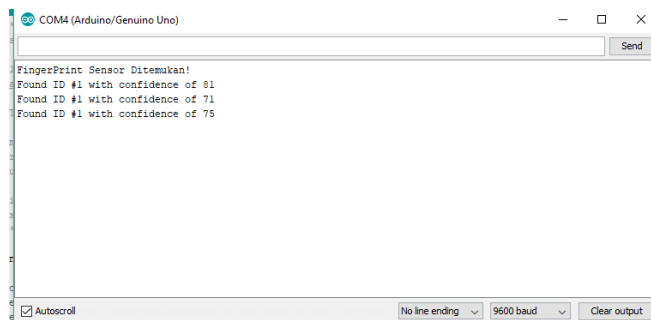 COM4 (Arduino/Genuino Uno)
Send
FingerPrint Sensor Ditemukan!
Found ID #1 with confidence of 81
Found ID #1 with confidence of 71
Found ID #1 with confidence of 75
Autoscroll
No line ending
9600 baud
Clear output